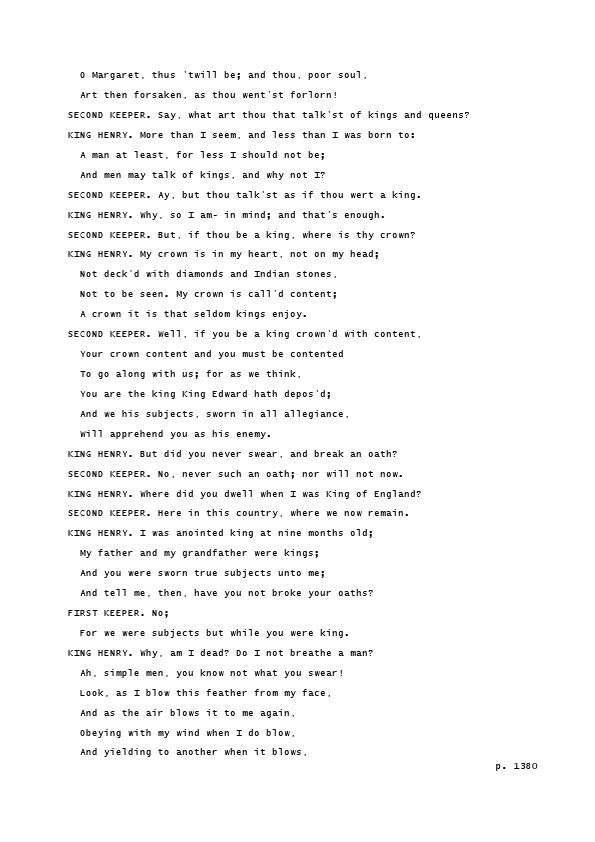 O Margaret, thus 'twill be; and thou, poor soul,
Art then forsaken, as thou went'st forlorn!
SECOND KEEPER. Say, what art thou that talk'st of kings and queens?
KING HENRY. More than I seem, and less than I was born to:
A man at least, for less I should not be;
And men may talk of kings, and why not I?
SECOND KEEPER. Ay, but thou talk'st as if thou wert a king.
KING HENRY. Why, so I am- in mind; and that's enough.
SECOND KEEPER. But, if thou be a king, where is thy crown?
KING HENRY. My crown is in my heart, not on my head;
Not deck'd with diamonds and Indian stones,
Not to be seen. My crown is call'd content;
A crown it is that seldom kings enjoy.
SECOND KEEPER. Well, if you be a king crown'd with content,
Your crown content and you must be contented
To go along with us; for as we think,
You are the king King Edward hath depos'd;
And we his subjects, sworn in all allegiance,
Will apprehend you as his enemy.
KING HENRY. But did you never swear, and break an oath?
SECOND KEEPER. No, never such an oath; nor will not now.
KING HENRY. Where did you dwell when I was King of England?
SECOND KEEPER. Here in this country, where we now remain.
KING HENRY. I was anointed king at nine months old;
My father and my grandfather were kings;
And you were sworn true subjects unto me;
And tell me, then, have you not broke your oaths?
FIRST KEEPER. No;
For we were subjects but while you were king.
KING HENRY. Why, am I dead? Do I not breathe a man?
Ah, simple men, you know not what you swear!
Look, as I blow this feather from my face,
And as the air blows it to me again,
Obeying with my wind when I do blow,
And yielding to another when it blows,
p. 1380